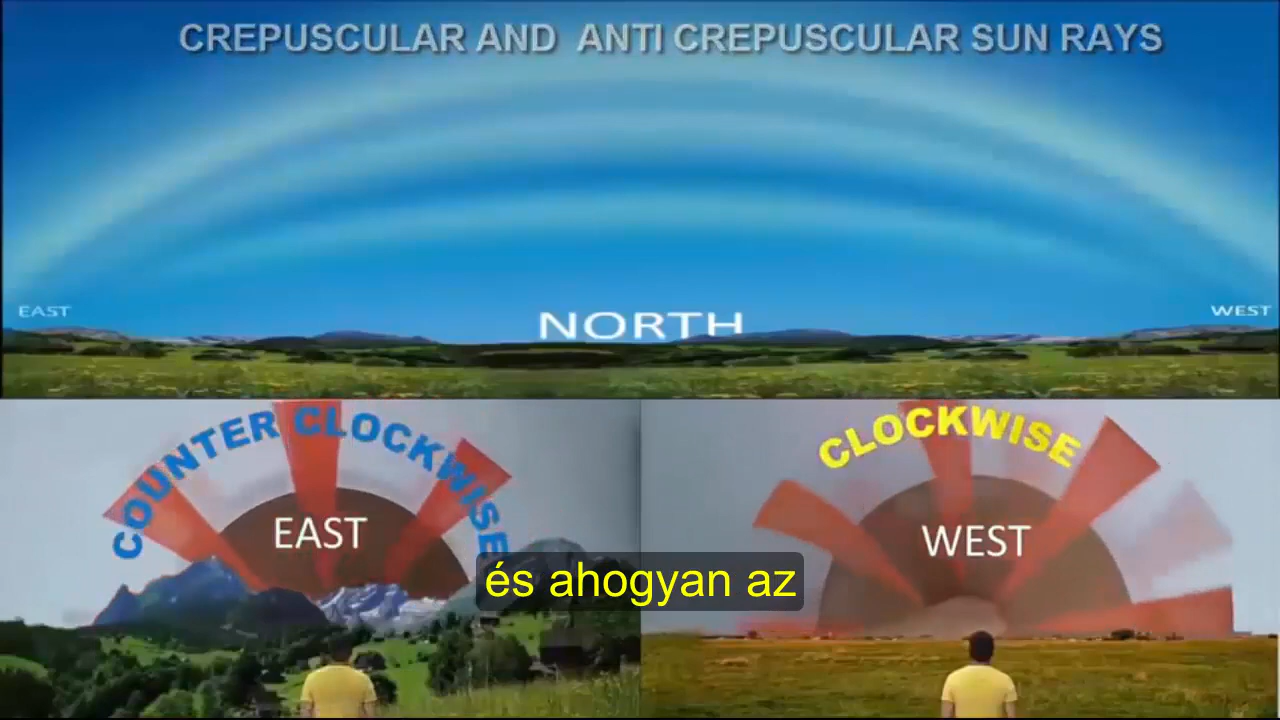 CREPUSCULAR AND ANTI CREPUSCULAR SUN RAYS
EAST
NORTH
WEST
COUNTER CLOCKWISE
EAST
CLOCKWISE
WEST
és ahogyan az